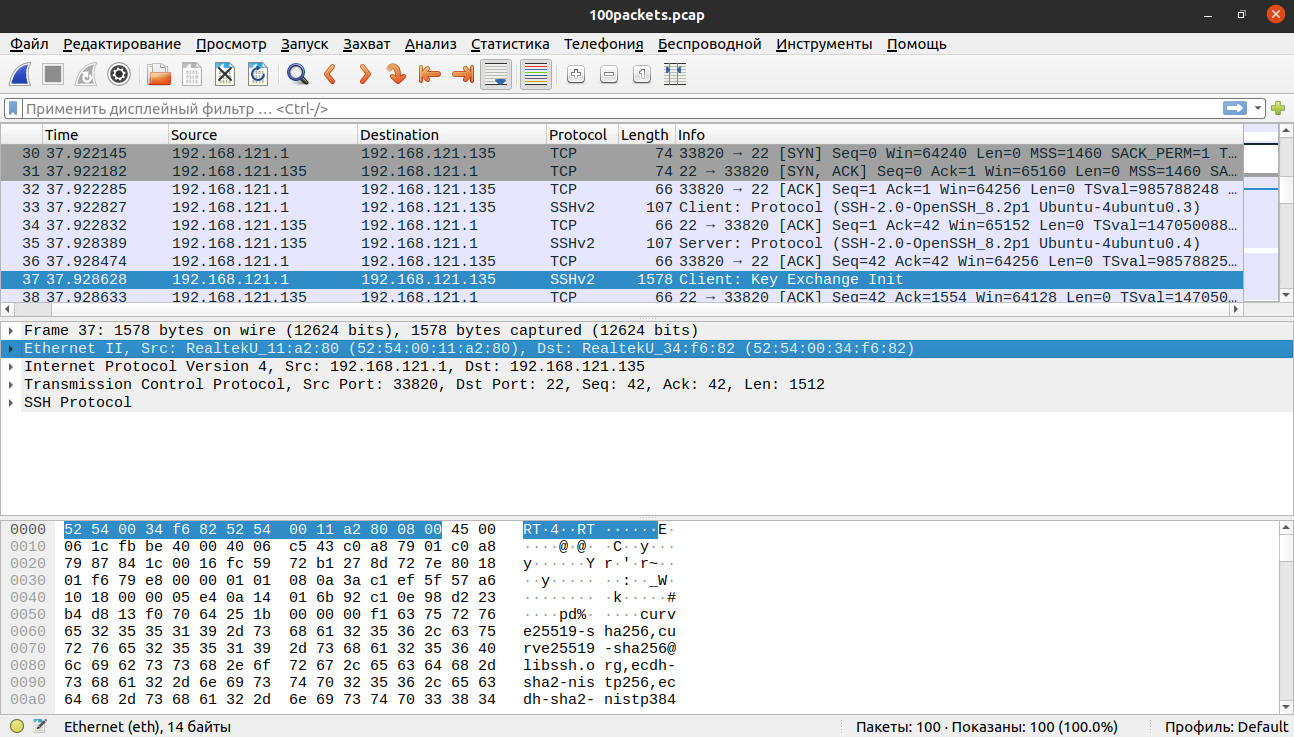 100packets.pcap
Файл Редактирование Просмотр Запуск Захват Анализ Статистика Телефония Беспроводной Инструменты Помощь
Применить дисплейный фильтр … <Ctrl-/>
Time Source Destination Protocol Length Info
30 37.922145 192.168.121.1 192.168.121.135 TCP 74 33820 → 22 [SYN] Seq=0 Win=64240 Len=0 MSS=1460 SACK_PERM=1 T…
31 37.922182 192.168.121.135 192.168.121.1 TCP 74 22 → 33820 [SYN, ACK] Seq=0 Ack=1 Win=65160 Len=0 MSS=1460 SA…
32 37.922285 192.168.121.1 192.168.121.135 TCP 66 33820 → 22 [ACK] Seq=1 Ack=1 Win=64256 Len=0 TSval=985788248 …
33 37.922827 192.168.121.1 192.168.121.135 SSHv2 107 Client: Protocol (SSH-2.0-OpenSSH_8.2p1 Ubuntu-4ubuntu0.3)
34 37.922832 192.168.121.135 192.168.121.1 TCP 66 22 → 33820 [ACK] Seq=1 Ack=42 Win=65152 Len=0 TSval=147050088…
35 37.928389 192.168.121.135 192.168.121.1 SSHv2 107 Server: Protocol (SSH-2.0-OpenSSH_8.2p1 Ubuntu-4ubuntu0.4)
36 37.928474 192.168.121.1 192.168.121.135 TCP 66 33820 → 22 [ACK] Seq=42 Ack=42 Win=64256 Len=0 TSval=98578825…
37 37.928628 192.168.121.1 192.168.121.135 SSHv2 1578 Client: Key Exchange Init
38 37.928633 192.168.121.135 192.168.121.1 TCP 66 22 → 33820 [ACK] Seq=42 Ack=1554 Win=64128 Len=0 TSval=147050…
Frame 37: 1578 bytes on wire (12624 bits), 1578 bytes captured (12624 bits)
Ethernet II, Src: RealtekU_11:a2:80 (52:54:00:11:a2:80), Dst: RealtekU_34:f6:82 (52:54:00:34:f6:82)
Internet Protocol Version 4, Src: 192.168.121.1, Dst: 192.168.121.135
Transmission Control Protocol, Src Port: 33820, Dst Port: 22, Seq: 42, Ack: 42, Len: 1512
SSH Protocol
0000 52 54 00 34 f6 82 52 54 00 11 a2 80 08 00 45 00 RT·4··RT ······E·
0010 06 1c fb be 40 00 40 06 c5 43 c0 a8 79 01 c0 a8 ····@·@· ·C··y···
0020 79 87 84 1c 00 16 fc 59 72 b1 27 8d 72 7e 80 18 y······Y r·'·r~··
0030 01 f6 79 e8 00 00 01 01 08 0a 3a c1 ef 5f 57 a6 ··y····· ··:··_W·
0040 10 18 00 00 05 e4 0a 14 01 6b 92 c1 0e 98 d2 23 ········ ·k·····#
0050 b4 d8 13 f0 70 64 25 1b 00 00 00 f1 63 75 72 76 ····pd%· ····curv
0060 65 32 35 35 31 39 2d 73 68 61 32 35 36 2c 63 75 e25519-s ha256,cu
0070 72 76 65 32 35 35 31 39 2d 73 68 61 32 35 36 40 rve25519 -sha256@
0080 6c 69 62 73 73 68 2e 6f 72 67 2c 65 63 64 68 2d libssh.o rg,ecdh-
0090 73 68 61 32 2d 6e 69 73 74 70 32 35 36 2c 65 63 sha2-nis tp256,ec
00a0 64 68 2d 73 68 61 32 2d 6e 69 73 74 70 33 38 34 dh-sha2- nistp384
Ethernet (eth), 14 байты Пакеты: 100 · Показаны: 100 (100.0%) Профиль: Default